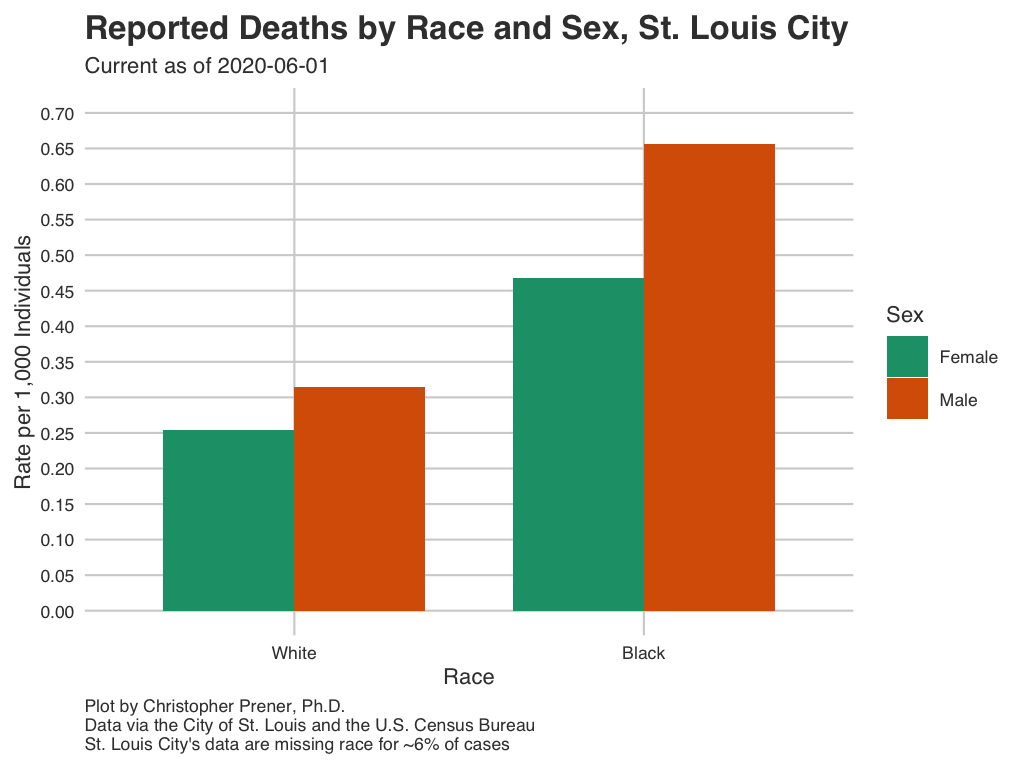 Reported Deaths by Race and Sex, St. Louis City
Current as of 2020-06-01
Rate per 1,000 Individuals
0.70
0.65
0.60
0.55
0.50
0.45
0.40
0.35
0.30
0.25
0.20
0.15
0.10
0.05
0.00
White
Black
Race
Sex
Female
Male
Plot by Christopher Prener, Ph.D.
Data via the City of St. Louis and the U.S. Census Bureau
St. Louis City's data are missing race for ~6% of cases